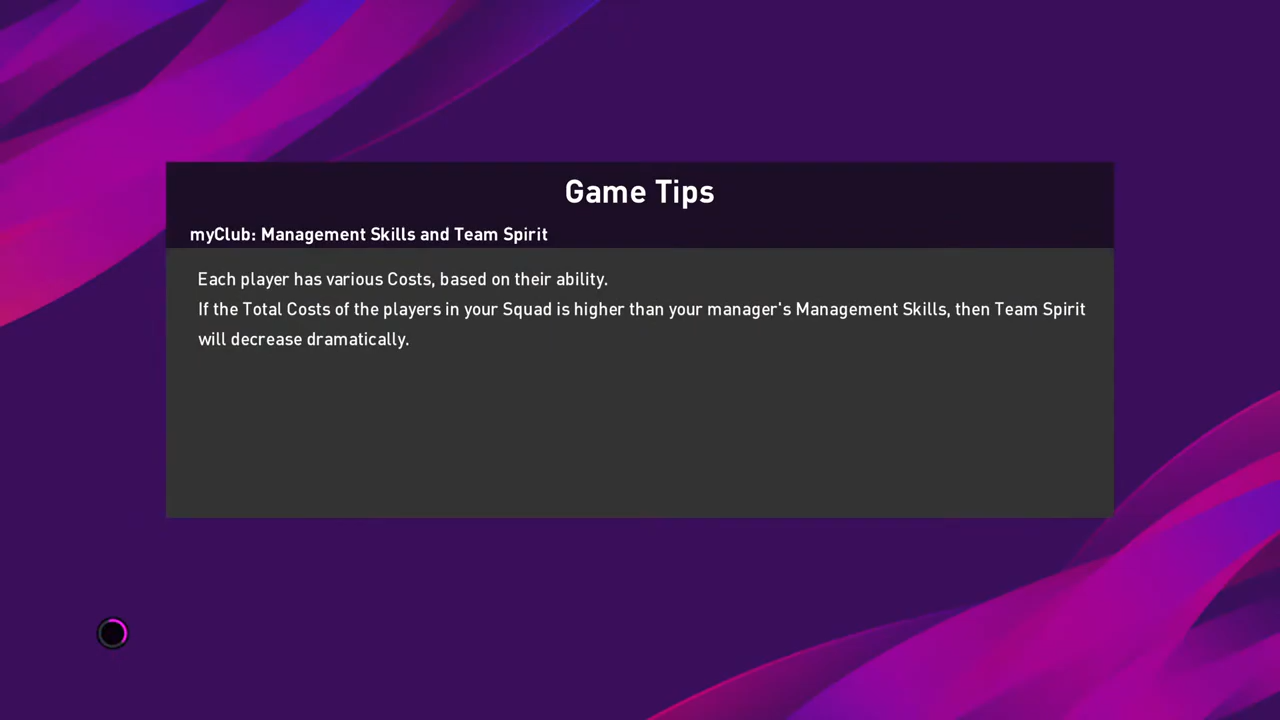 Game Tips
myClub: Management Skills and Team Spirit
Each player has various Costs, based on their ability.
If the Total Costs of the players in your Squad is higher than your manager's Management Skills, then Team Spirit
will decrease dramatically.